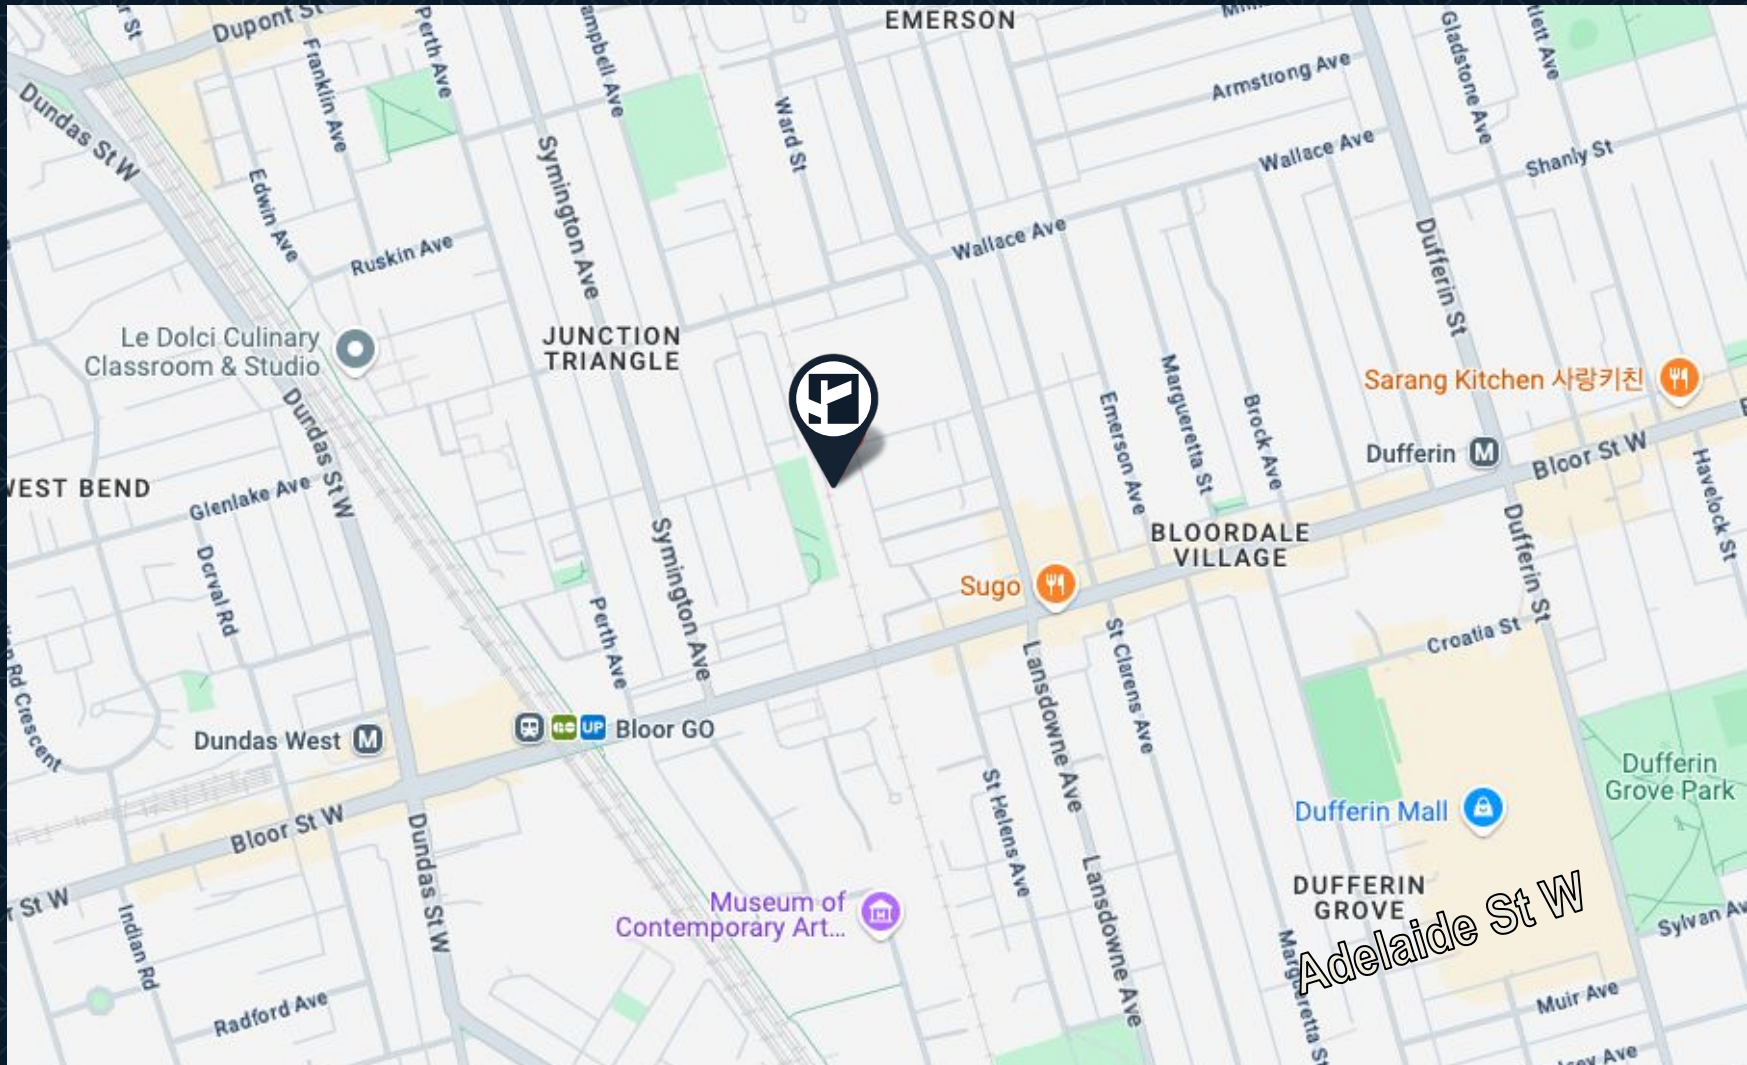 EMERSON
Dupont St
Perth Ave
Franklin Ave
Gladstone Ave
Armstrong Ave
Dundas St W
Ward St
Symington Ave
Wallace Ave
Shanly St
Edwin Ave
Ruskin Ave
Wallace Ave
Dufferin St
Le Dolci Culinary
Classroom & Studio
JUNCTION
TRIANGLE
Margueretta St
Sarang Kitchen 사랑키친
Dundas St W
Emerson Ave
Brock Ave
Dufferin
M
Bloor St W
Havelock St
Glenlake Ave
Symington Ave
BLOORDALE
VILLAGE
Dufferin St
Dorval Rd
Sugo
Perth Ave
Croatia St
Lansdowne Ave
St Clarens Ave
Dundas West
M
GO
UP
Bloor GO
Dufferin
Grove Park
St Helens Ave
Dufferin Mall
Bloor St W
Dundas St W
Lansdowne Ave
DUFFERIN
GROVE
Adelaide St W
Museum of
Contemporary Art...
Indian Rd
Margueretta St
Radford Ave
Muir Ave